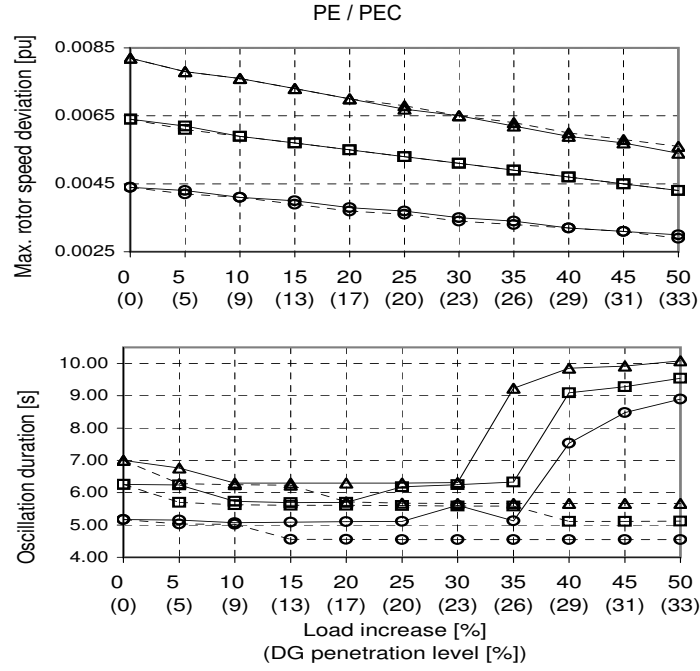 PE / PEC
Max. rotor speed deviation [pu]
0.0085
0.0065
0.0045
0.0025
0 5 10 15 20 25 30 35 40 45 50
(0) (5) (9) (13) (17) (20) (23) (26) (29) (31) (33)
Oscillation duration [s]
10.00
9.00
8.00
7.00
6.00
5.00
4.00
0 5 10 15 20 25 30 35 40 45 50
(0) (5) (9) (13) (17) (20) (23) (26) (29) (31) (33)
Load increase [%]
(DG penetration level [%])